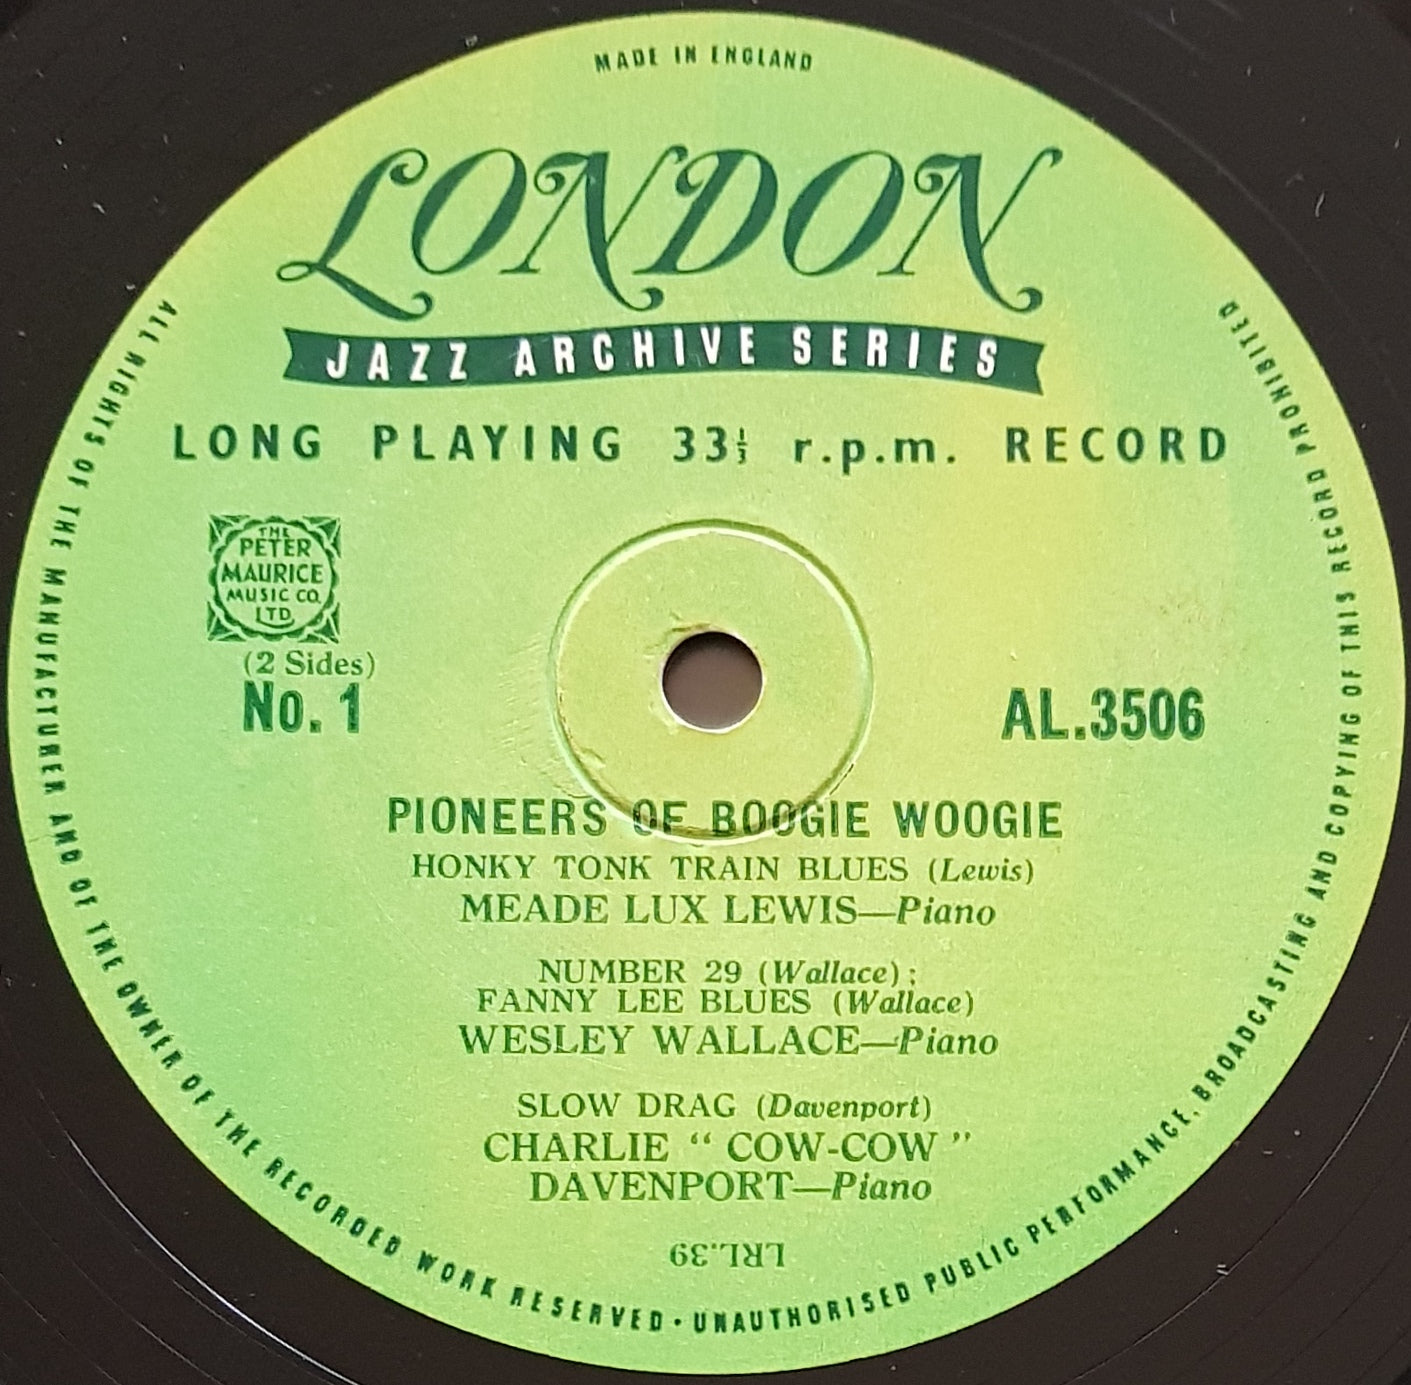 MADE IN ENGLAND
LONDON
JAZZ ARCHIVE SERIES
LONG PLAYING 33⅓ r.p.m. RECORD
THE
PETER
MAURICE
MUSIC CO.
LTD.
(2 Sides)
No. 1
AL.3506
PIONEERS OF BOOGIE WOOGIE
HONKY TONK TRAIN BLUES (Lewis)
MEADE LUX LEWIS—Piano
NUMBER 29 (Wallace);
FANNY LEE BLUES (Wallace)
WESLEY WALLACE—Piano
SLOW DRAG (Davenport)
CHARLIE “ COW-COW ”
DAVENPORT—Piano
LRL.39
ALL RIGHTS OF THE MANUFACTURER AND OF THE OWNER OF THE RECORDED WORK RESERVED · UNAUTHORISED PUBLIC PERFORMANCE, BROADCASTING AND COPYING OF THIS RECORD PROHIBITED